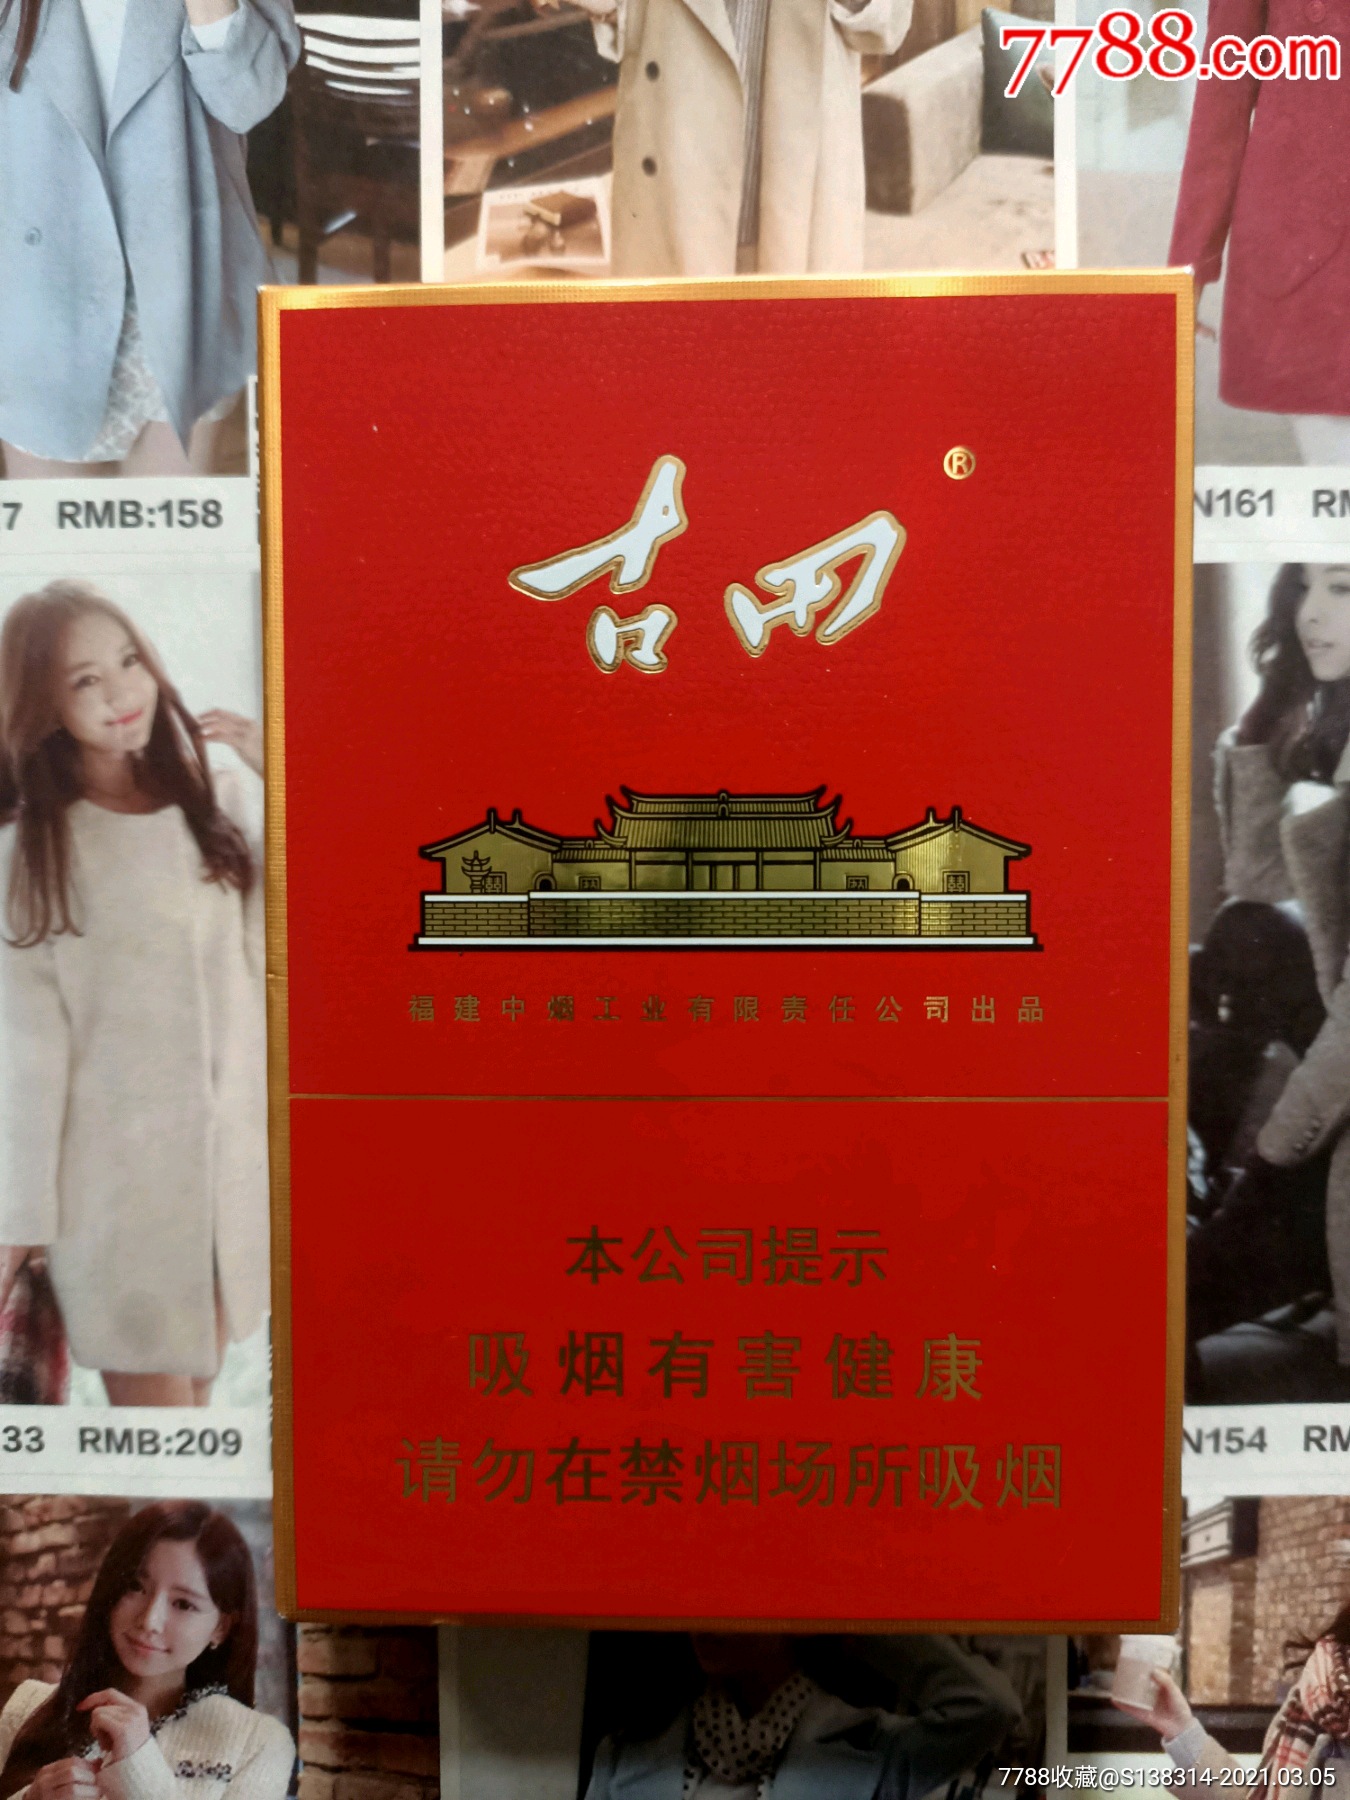 7788.com
7 RMB:158
N161 RM
古田
®
福建中烟工业有限责任公司出品
本公司提示
吸烟有害健康
请勿在禁烟场所吸烟
33 RMB:209
N154 RM
7788收藏@S138314-2021.03.05